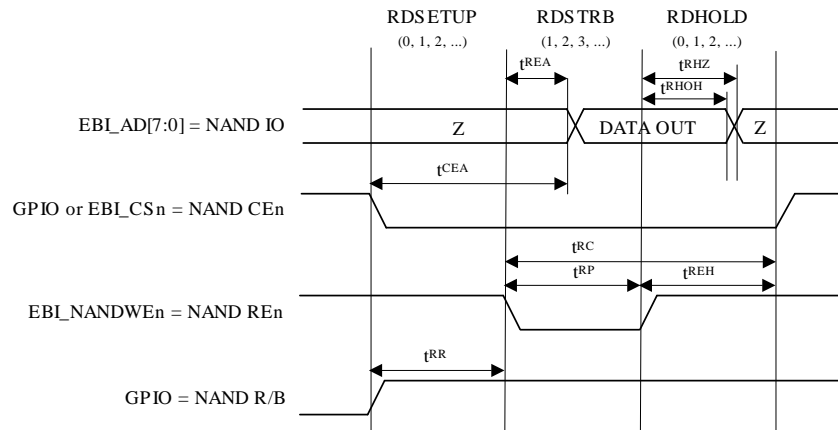 RDSETUP RDSTRB RDHOLD
(0, 1, 2, ...) (1, 2, 3, ...) (0, 1, 2, ...)
tREA tRHZ
tRHOH
EBI_AD[7:0] = NAND IO Z DATA OUT Z
tCEA
GPIO or EBI_CSn = NAND CEn
tRC
tRP tREH
EBI_NANDWEn = NAND REn
tRR
GPIO = NAND R/B